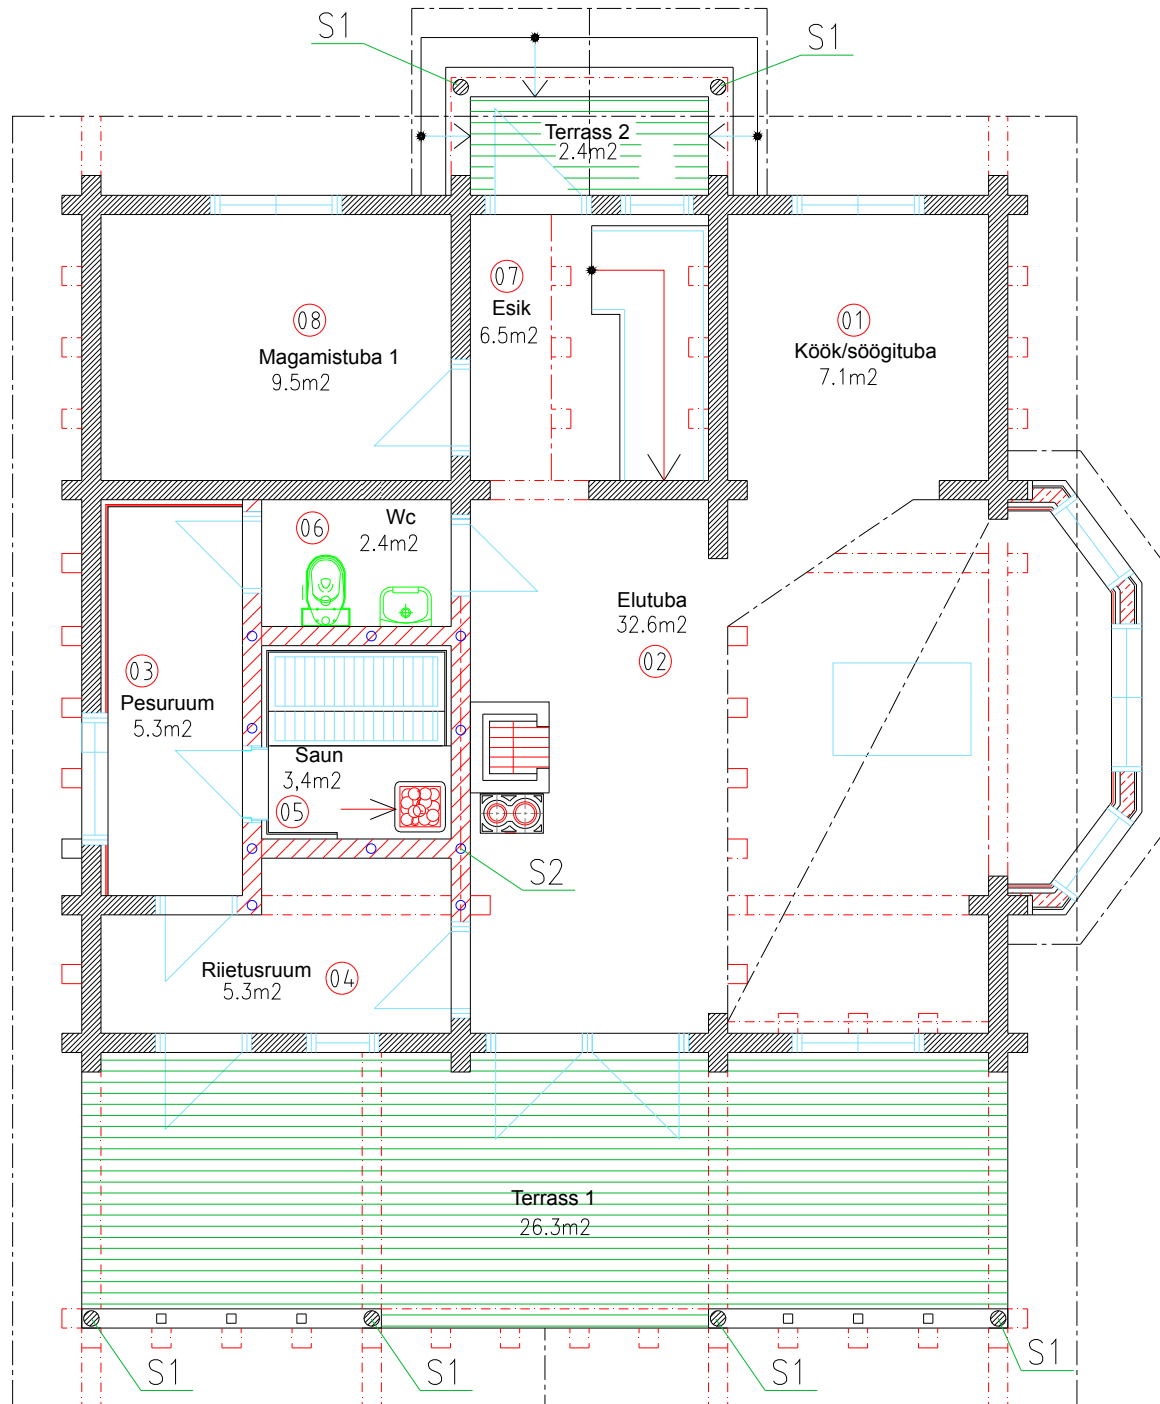 S1
S1
Terrass 2
2.4m2
07
Esik
6.5m2
08
Magamistuba 1
9.5m2
01
Köök/söögituba
7.1m2
06
Wc
2.4m2
Elutuba
32.6m2
02
03
Pesuruum
5.3m2
Saun
3,4m2
05
S2
Riietusruum
5.3m2
04
Terrass 1
26.3m2
S1
S1
S1
S1